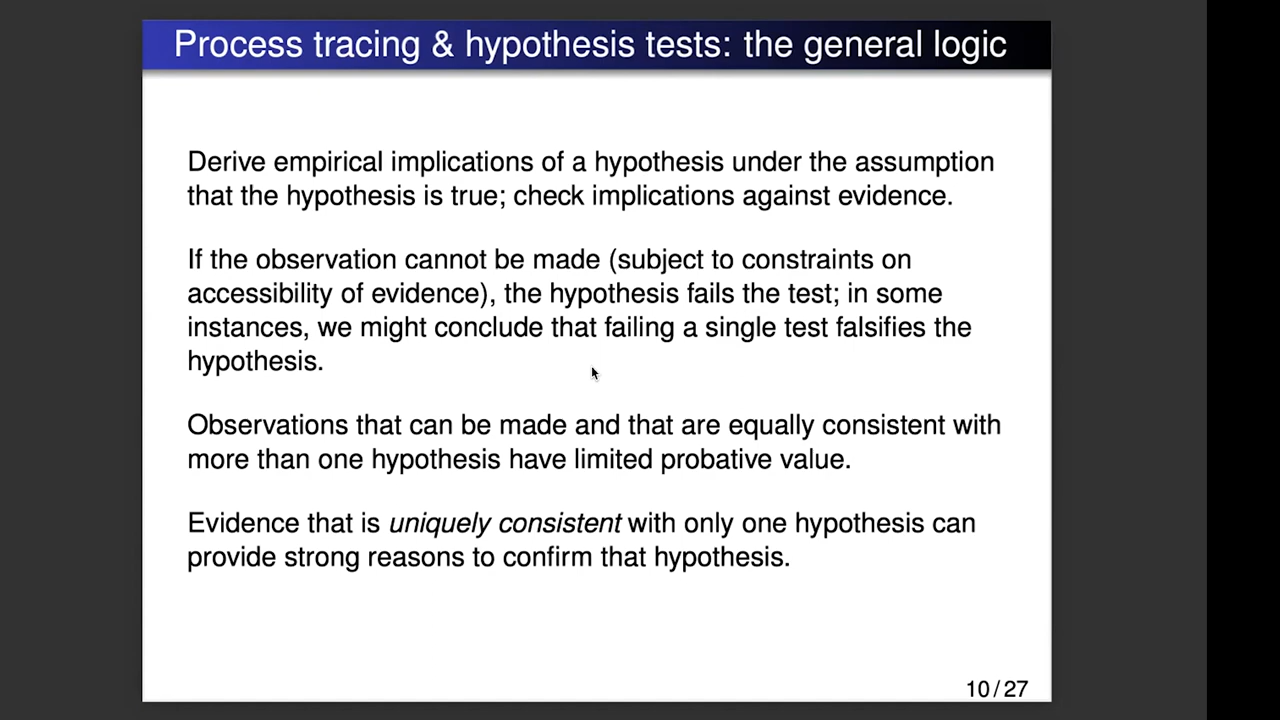 Process tracing & hypothesis tests: the general logic
Derive empirical implications of a hypothesis under the assumption
that the hypothesis is true; check implications against evidence.
If the observation cannot be made (subject to constraints on
accessibility of evidence), the hypothesis fails the test; in some
instances, we might conclude that failing a single test falsifies the
hypothesis.
Observations that can be made and that are equally consistent with
more than one hypothesis have limited probative value.
Evidence that is uniquely consistent with only one hypothesis can
provide strong reasons to confirm that hypothesis.
10 / 27